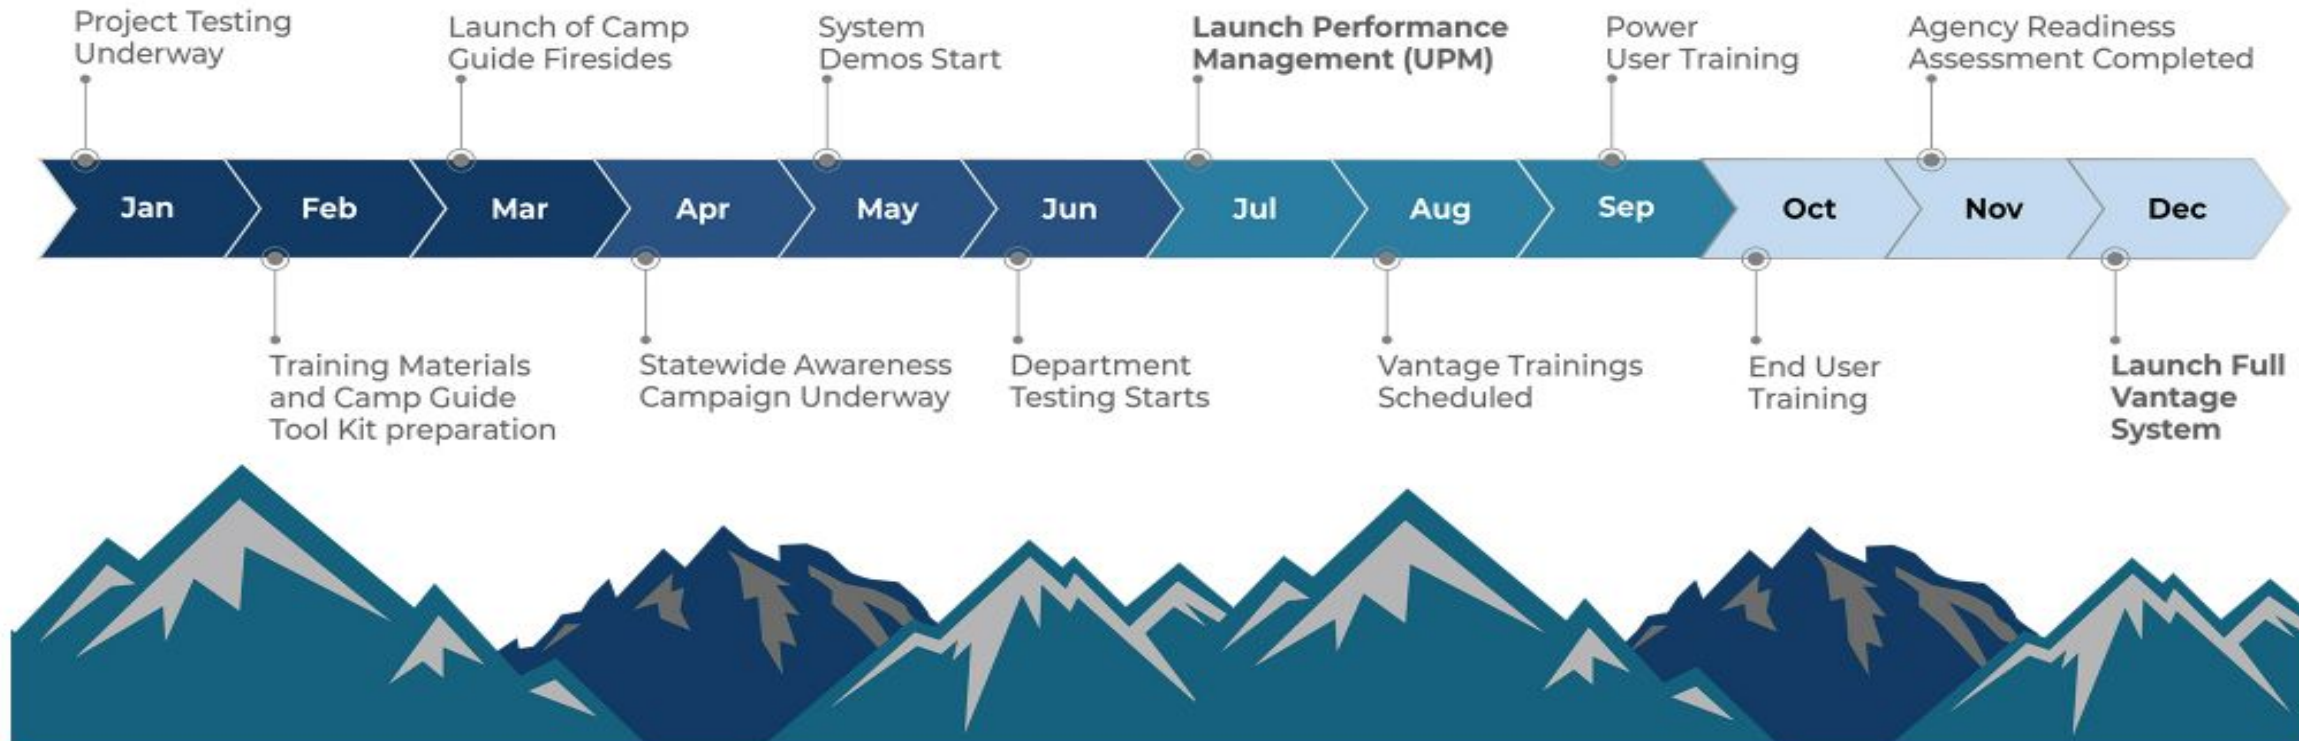 Project Testing
Underway
Launch of Camp
Guide Firesides
System
Demos Start
Launch Performance
Management (UPM)
Power
User Training
Agency Readiness
Assessment Completed
Jan
Feb
Mar
Apr
May
Jun
Jul
Aug
Sep
Oct
Nov
Dec
Training Materials
and Camp Guide
Tool Kit preparation
Statewide Awareness
Campaign Underway
Department
Testing Starts
Vantage Trainings
Scheduled
End User
Training
Launch Full
Vantage
System